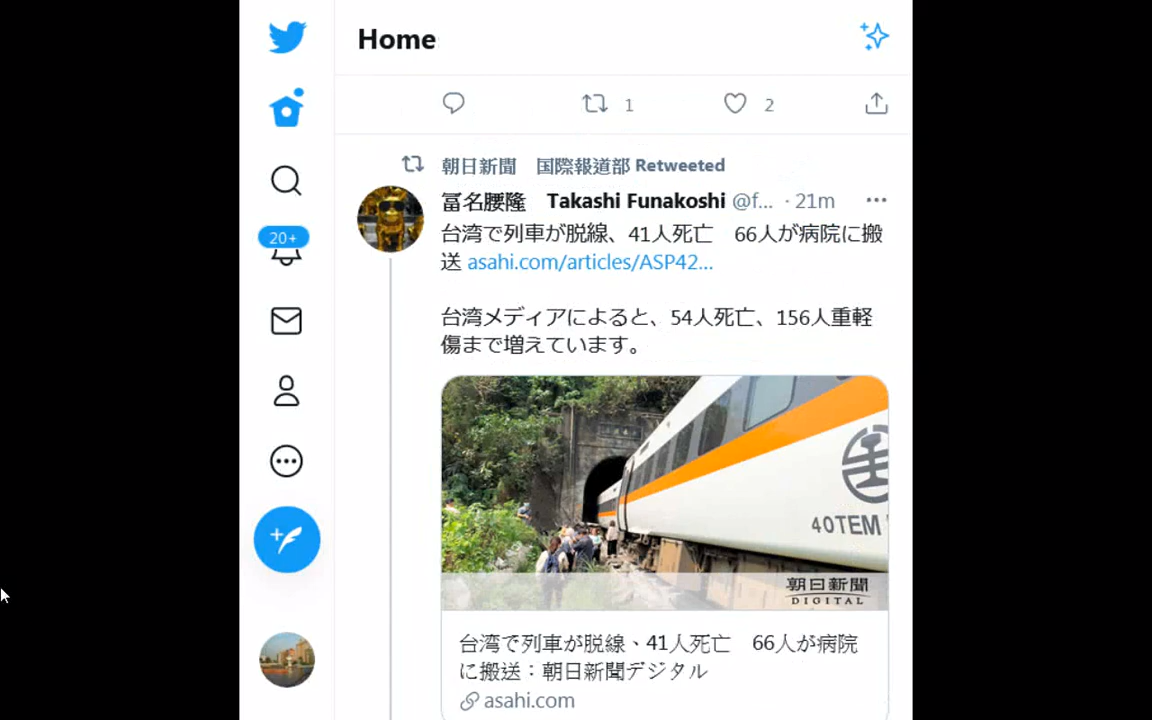 Home
1
2
朝日新聞　国際報道部 Retweeted
冨名腰隆　Takashi Funakoshi @f... · 21m
台湾で列車が脱線、41人死亡　66人が病院に搬
送 asahi.com/articles/ASP42...
20+
台湾メディアによると、54人死亡、156人重軽
傷まで増えています。
40TEM
朝日新聞
DIGITAL
台湾で列車が脱線、41人死亡　66人が病院
に搬送：朝日新聞デジタル
asahi.com